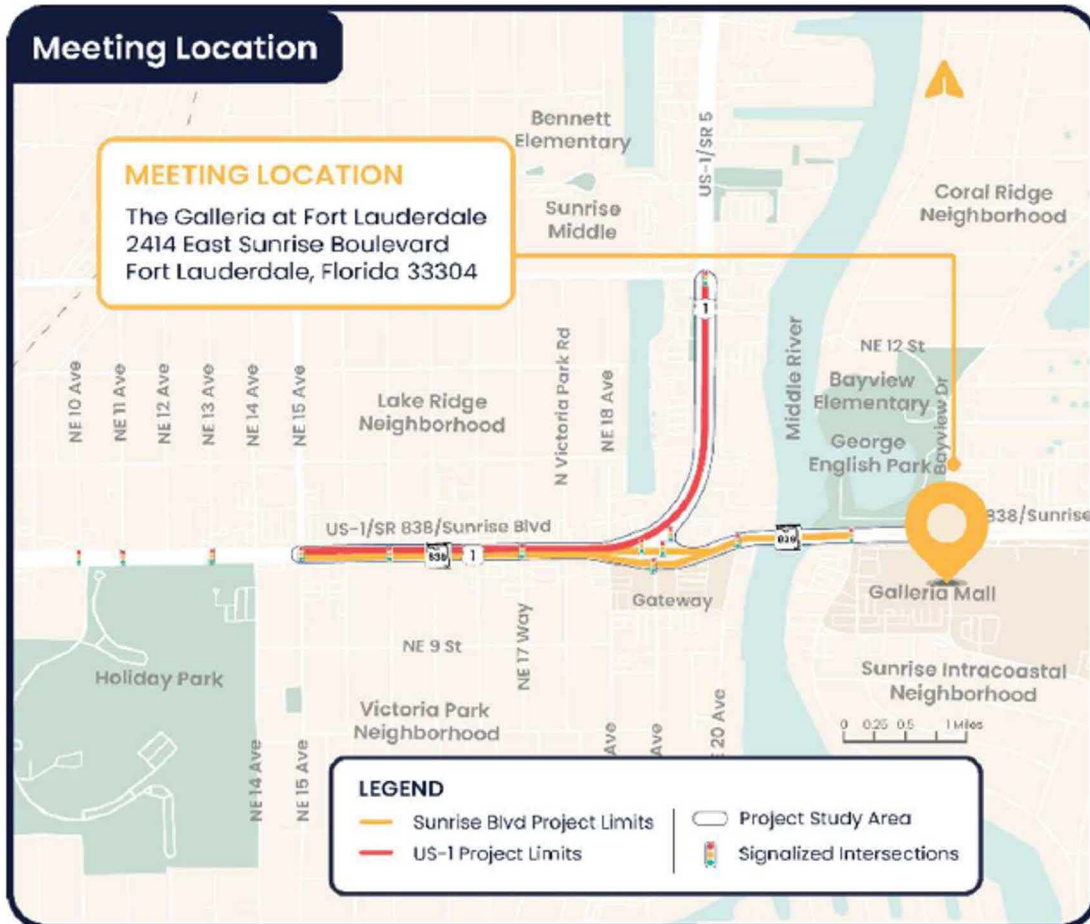 Meeting Location
MEETING LOCATION
The Galleria at Fort Lauderdale
2414 East Sunrise Boulevard
Fort Lauderdale, Florida 33304
Bennett
Elementary
US-1/SR 5
Sunrise
Middle
Coral Ridge
Neighborhood
1
NE 10 Ave
NE 11 Ave
NE 12 Ave
NE 13 Ave
NE 14 Ave
NE 15 Ave
Lake Ridge
Neighborhood
N Victoria Park Rd
NE 18 Ave
Middle River
NE 12 St
Bayview
Elementary
George
English Park
Bayview Dr
US-1/SR 838/Sunrise Blvd
838/Sunrise
838
1
838
Gateway
Galleria Mall
NE 9 St
NE 17 Way
Holiday Park
Victoria Park
Neighborhood
Sunrise Intracoastal
Neighborhood
NE 14 Ave
NE 15 Ave
Ave
Ave
E 20 Ave
0 0.25 0.5 1 Miles
LEGEND
Sunrise Blvd Project Limits
US-1 Project Limits
Project Study Area
Signalized Intersections